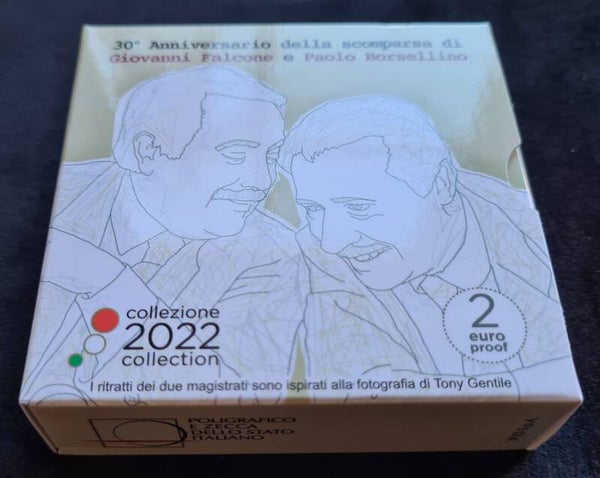 30° Anniversario della scomparsa di
Giovanni Falcone e Paolo Borsellino
collezione
2022
collection
2
euro
proof
I ritratti dei due magistrati sono ispirati alla fotografia di Tony Gentile
POLIGRAFICO
E ZECCA
DELLO STATO
ITALIANO